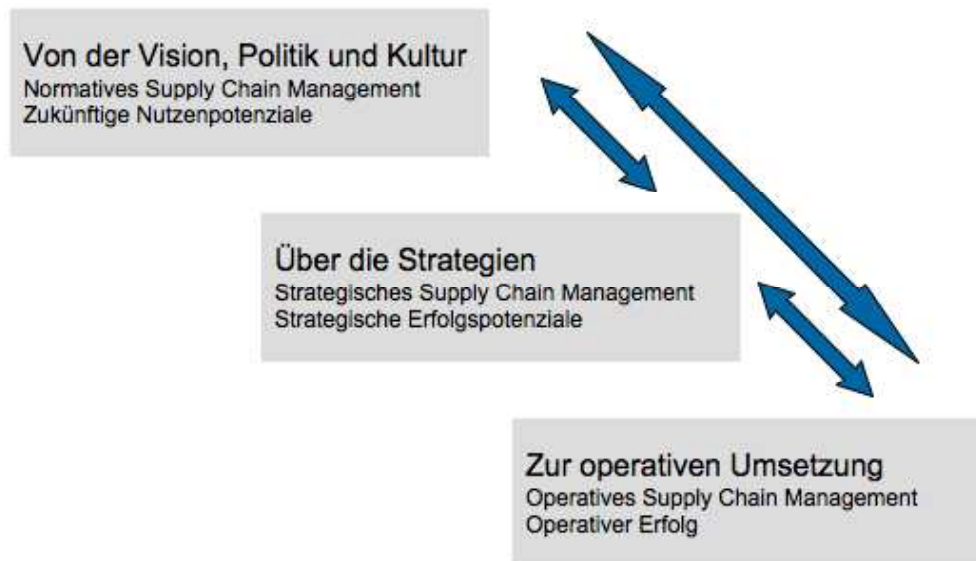 Von der Vision, Politik und Kultur
Normatives Supply Chain Management
Zukünftige Nutzenpotenziale
Über die Strategien
Strategisches Supply Chain Management
Strategische Erfolgspotenziale
Zur operativen Umsetzung
Operatives Supply Chain Management
Operativer Erfolg